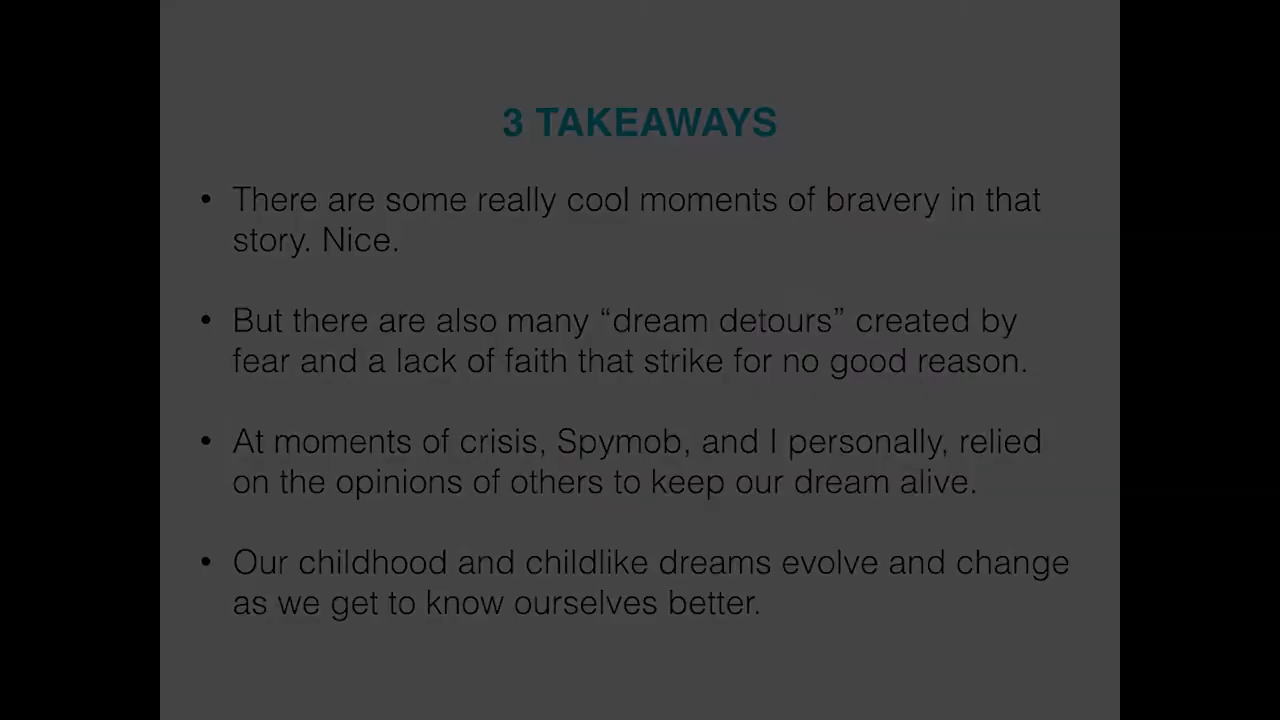 3 TAKEAWAYS
• There are some really cool moments of bravery in that
story. Nice.
• But there are also many “dream detours” created by
fear and a lack of faith that strike for no good reason.
• At moments of crisis, Spymob, and I personally, relied
on the opinions of others to keep our dream alive.
• Our childhood and childlike dreams evolve and change
as we get to know ourselves better.